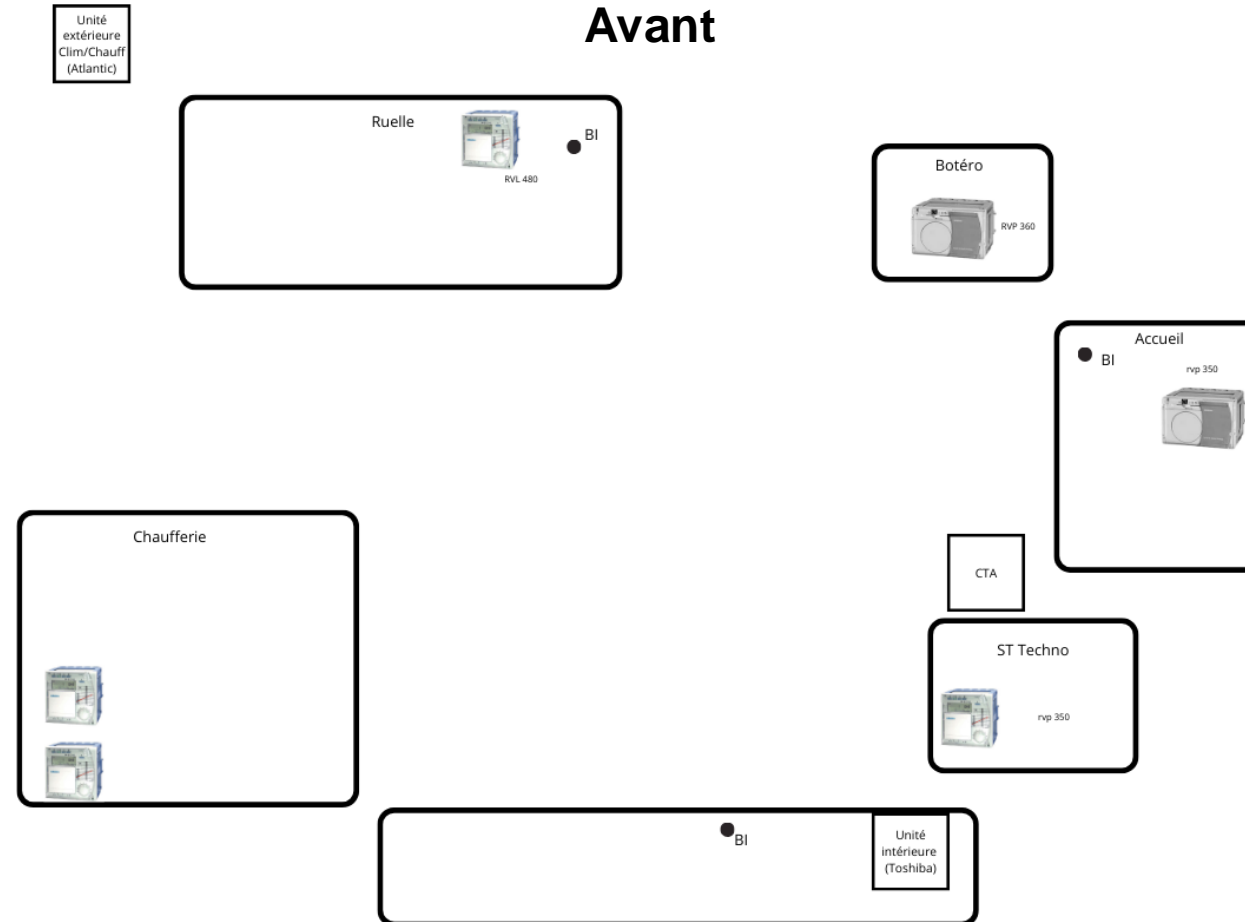 Avant
Unité
extérieure
Clim/Chauff
(Atlantic)
Ruelle
BI
RVL 480
Botéro
RVP 360
Accueil
BI
rvp 350
Chaufferie
CTA
ST Techno
rvp 350
BI
Unité
intérieure
(Toshiba)